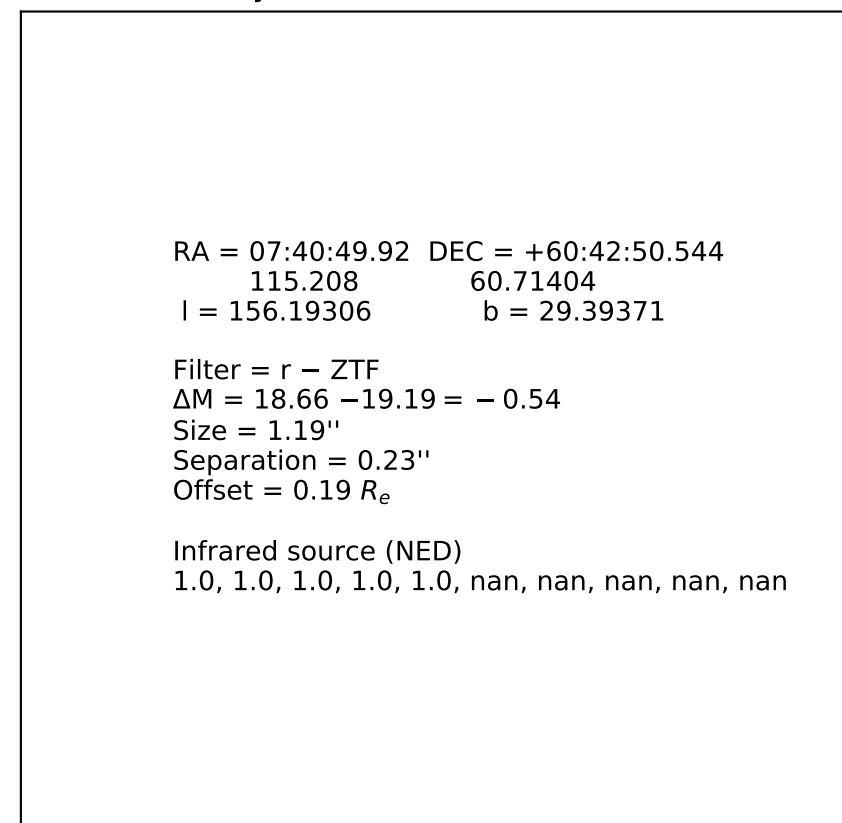 RA = 07:40:49.92 DEC = +60:42:50.544
115.208 60.71404
l = 156.19306 b = 29.39371
Filter = r − ZTF
ΔM = 18.66 −19.19 = − 0.54
Size = 1.19''
Separation = 0.23''
Offset = 0.19 Rₑ
Infrared source (NED)
1.0, 1.0, 1.0, 1.0, 1.0, nan, nan, nan, nan, nan